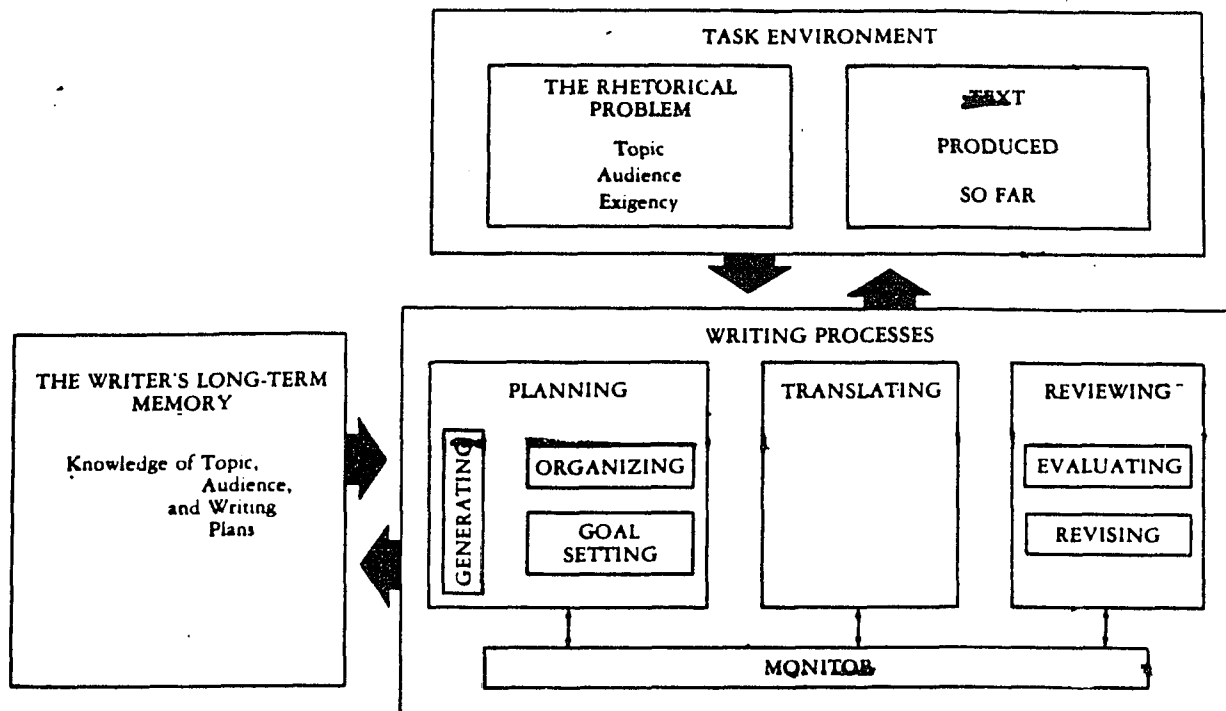 TASK ENVIRONMENT
THE RHETORICAL
PROBLEM
Topic
Audience
Exigency
TEXT
PRODUCED
SO FAR
WRITING PROCESSES
THE WRITER'S LONG-TERM
MEMORY
Knowledge of Topic,
Audience,
and Writing
Plans
PLANNING
GENERATING
ORGANIZING
GOAL
SETTING
TRANSLATING
REVIEWING
EVALUATING
REVISING
MONITOR